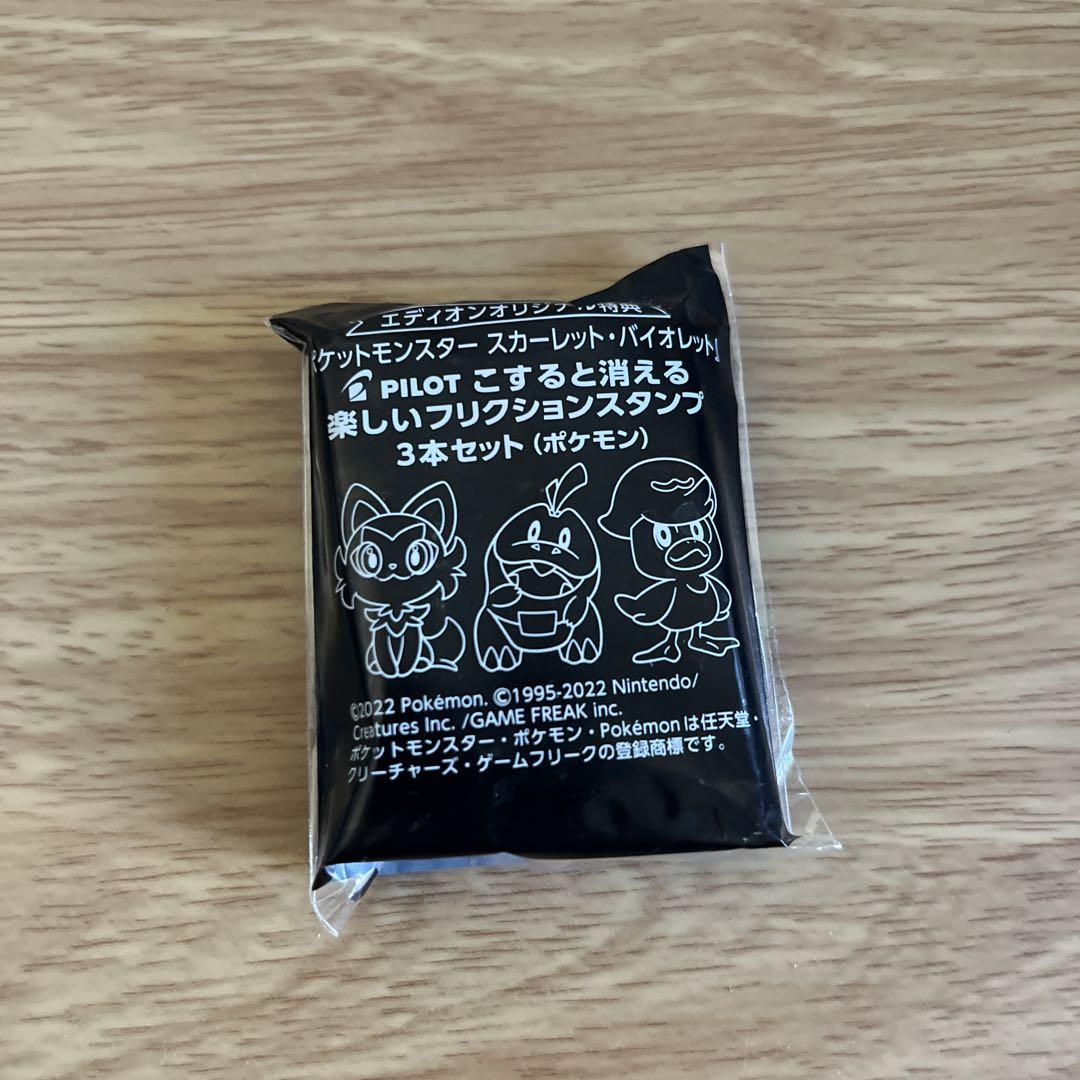 エディオンオリジナル特典
ポケットモンスター スカーレット・バイオレット』
PILOT こすると消える
楽しいフリクションスタンプ
3本セット(ポケモン)
©2022 Pokémon. ©1995-2022 Nintendo/
Creatures Inc. /GAME FREAK inc.
ポケットモンスター・ポケモン・Pokémonは任天堂・
クリーチャーズ・ゲームフリークの登録商標です。